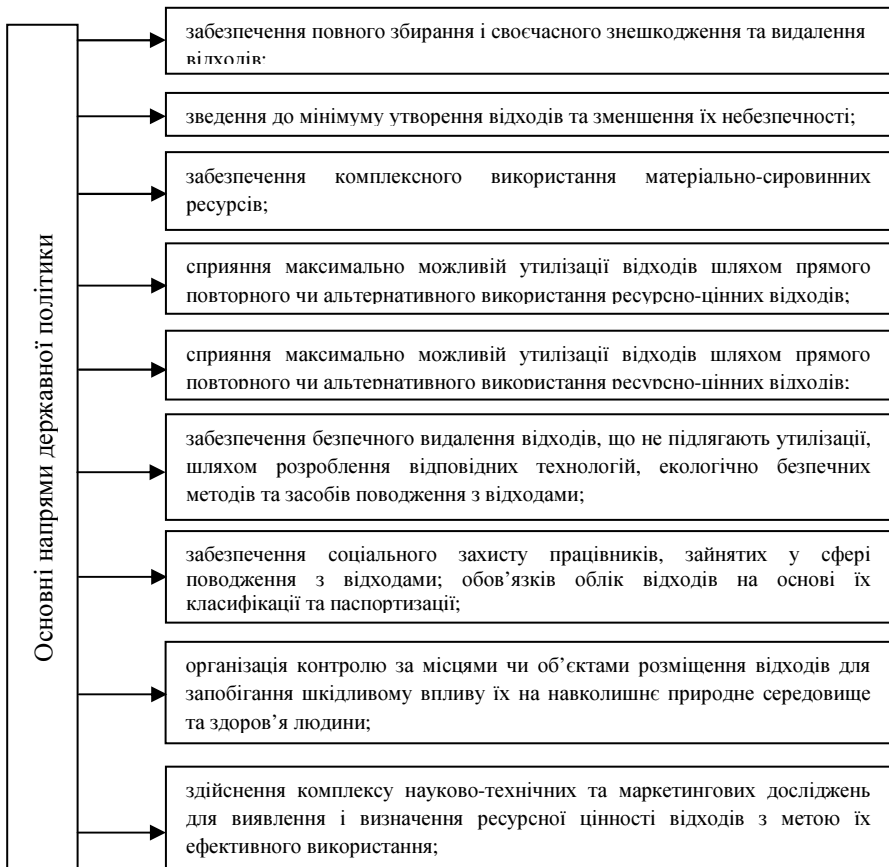 Основні напрями державної політики
забезпечення повного збирання і своєчасного знешкодження та видалення
відходів;
зведення до мінімуму утворення відходів та зменшення їх небезпечності;
забезпечення комплексного використання матеріально-сировинних
ресурсів;
сприяння максимально можливій утилізації відходів шляхом прямого
повторного чи альтернативного використання ресурсно-цінних відходів;
сприяння максимально можливій утилізації відходів шляхом прямого
повторного чи альтернативного використання ресурсно-цінних відходів;
забезпечення безпечного видалення відходів, що не підлягають утилізації,
шляхом розроблення відповідних технологій, екологічно безпечних
методів та засобів поводження з відходами;
забезпечення соціального захисту працівників, зайнятих у сфері
поводження з відходами; обов’язків облік відходів на основі їх
класифікації та паспортизації;
організація контролю за місцями чи об’єктами розміщення відходів для
запобігання шкідливому впливу їх на навколишнє природне середовище
та здоров’я людини;
здійснення комплексу науково-технічних та маркетингових досліджень
для виявлення і визначення ресурсної цінності відходів з метою їх
ефективного використання;